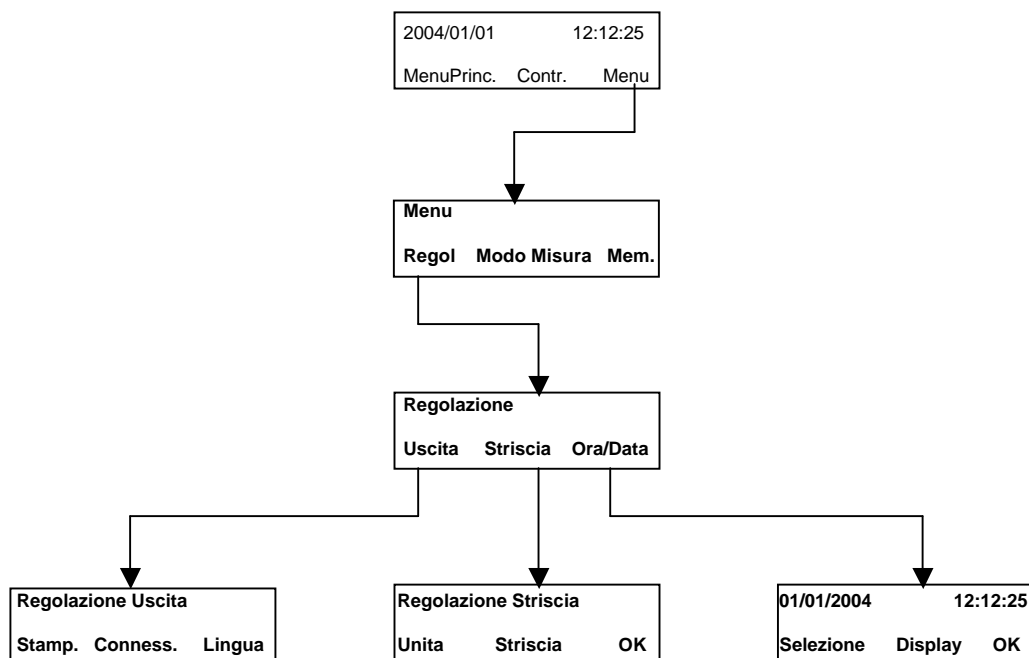 2004/01/01 12:12:25
MenuPrinc. Contr. Menu
Menu
Regol Modo Misura Mem.
Regolazione
Uscita Striscia Ora/Data
Regolazione Uscita
Stamp. Conness. Lingua
Regolazione Striscia
Unita Striscia OK
01/01/2004 12:12:25
Selezione Display OK